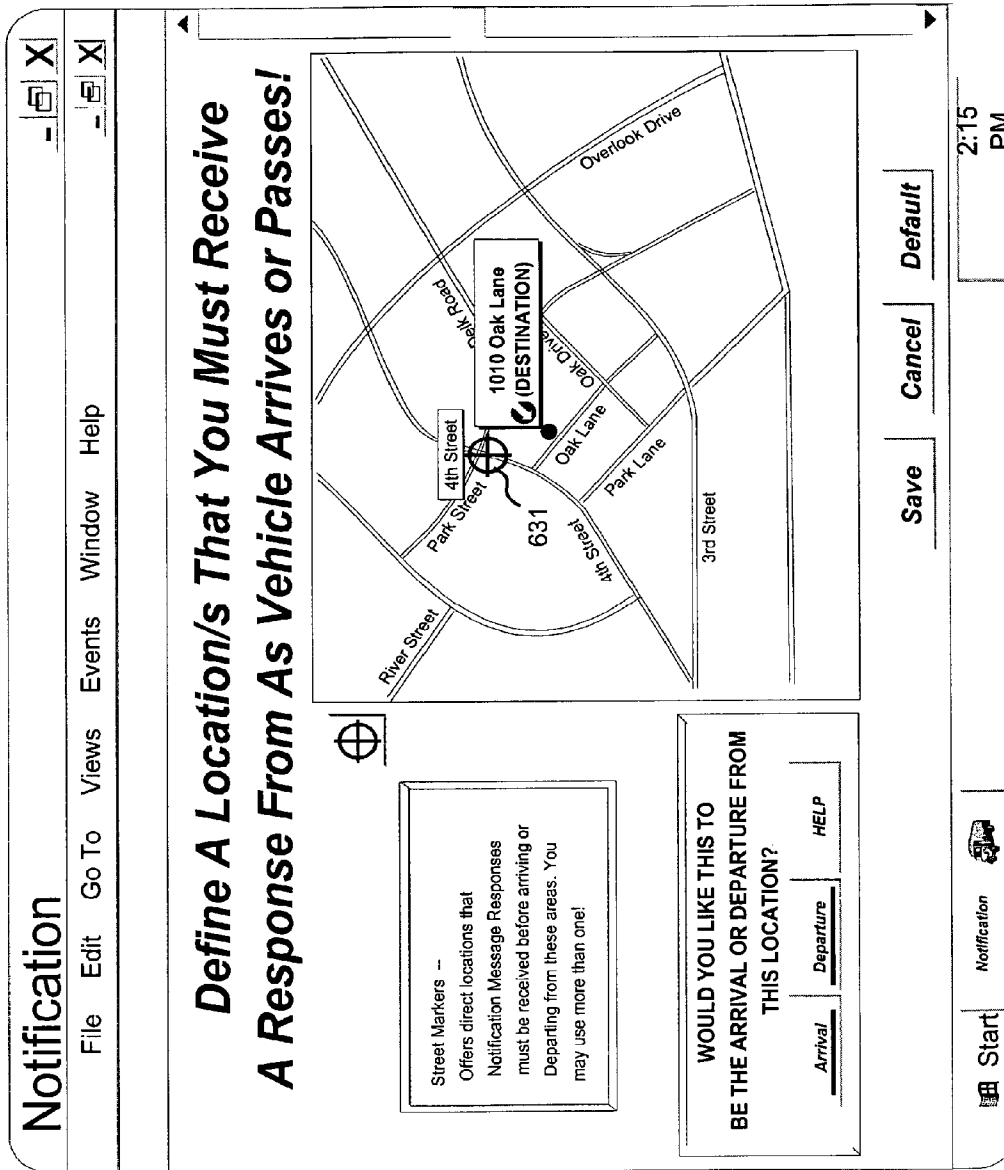 Notification
- X
File Edit Go To Views Events Window Help
- X
Define A Location/s That You Must Receive
A Response From As Vehicle Arrives or Passes!
Street Markers --
Offers direct locations that
Notification Message Responses
must be received before arriving or
Departing from these areas. You
may use more than one!
WOULD YOU LIKE THIS TO
BE THE ARRIVAL OR DEPARTURE FROM
THIS LOCATION?
Arrival Departure HELP
River Street
Park Street
4th Street
631
4th Street
Road
1010 Oak Lane
(DESTINATION)
Oak Drive
Oak Lane
Park Lane
Overlook Drive
3rd Street
Save Cancel Default
Start Notification 2:15
PM